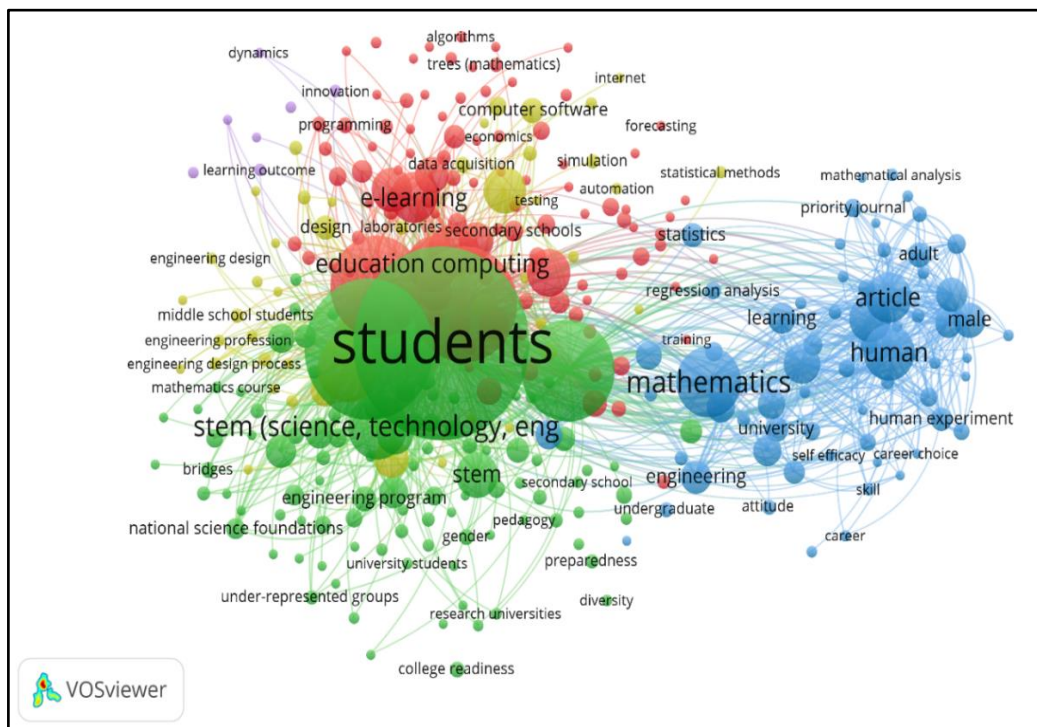 algorithms
dynamics
trees (mathematics)
internet
innovation
computer software
programming
economics
forecasting
data acquisition
simulation
learning outcome
statistical methods
mathematical analysis
e-learning
testing
automation
priority journal
design
laboratories
secondary schools
statistics
adult
engineering design
education computing
regression analysis
article
middle school students
learning
male
engineering profession
students
training
human
engineering design process
mathematics
mathematics course
stem (science, technology, eng
university
human experiment
bridges
stem
engineering
self efficacy
career choice
secondary school
engineering program
skill
national science foundations
pedagogy
undergraduate
attitude
gender
career
university students
preparedness
under-represented groups
research universities
diversity
college readiness
VOSviewer